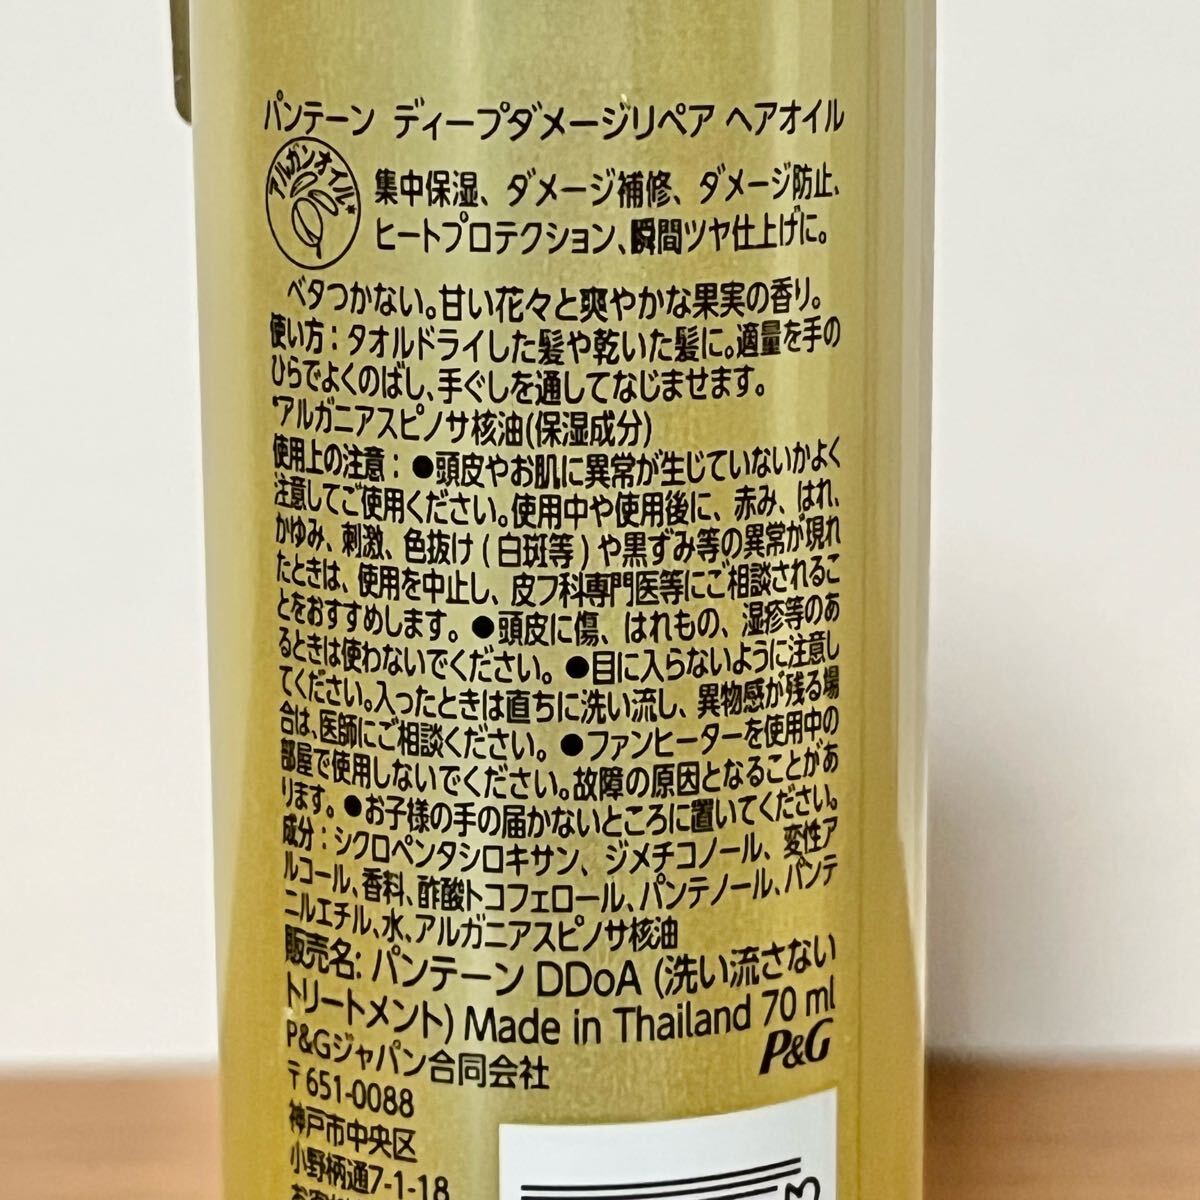 パンテーン ディープダメージリペア ヘアオイル
アルガンオイル*
集中保湿、ダメージ補修、ダメージ防止、
ヒートプロテクション、瞬間ツヤ仕上げに。
ベタつかない。甘い花々と爽やかな果実の香り。
使い方：タオルドライした髪や乾いた髪に。適量を手の
ひらでよくのばし、手ぐしを通してなじませます。
*アルガニアスピノサ核油(保湿成分)
使用上の注意：●頭皮やお肌に異常が生じていないかよく
注意してご使用ください。使用中や使用後に、赤み、はれ、
かゆみ、刺激、色抜け(白斑等)や黒ずみ等の異常が現れ
たときは、使用を中止し、皮フ科専門医等にご相談されるこ
とをおすすめします。●頭皮に傷、はれもの、湿疹等のあ
るときは使わないでください。●目に入らないように注意し
てください。入ったときは直ちに洗い流し、異物感が残る場
合は、医師にご相談ください。●ファンヒーターを使用中の
部屋で使用しないでください。故障の原因となることがあ
ります。●お子様の手の届かないところに置いてください。
成分：シクロペンタシロキサン、ジメチコノール、変性ア
ルコール、香料、酢酸トコフェロール、パンテノール、パンテ
ニルエチル、水、アルガニアスピノサ核油
販売名：パンテーン DDoA (洗い流さない
トリートメント) Made in Thailand 70 ml
P&Gジャパン合同会社
P&G
〒651-0088
神戸市中央区
小野柄通7-1-18